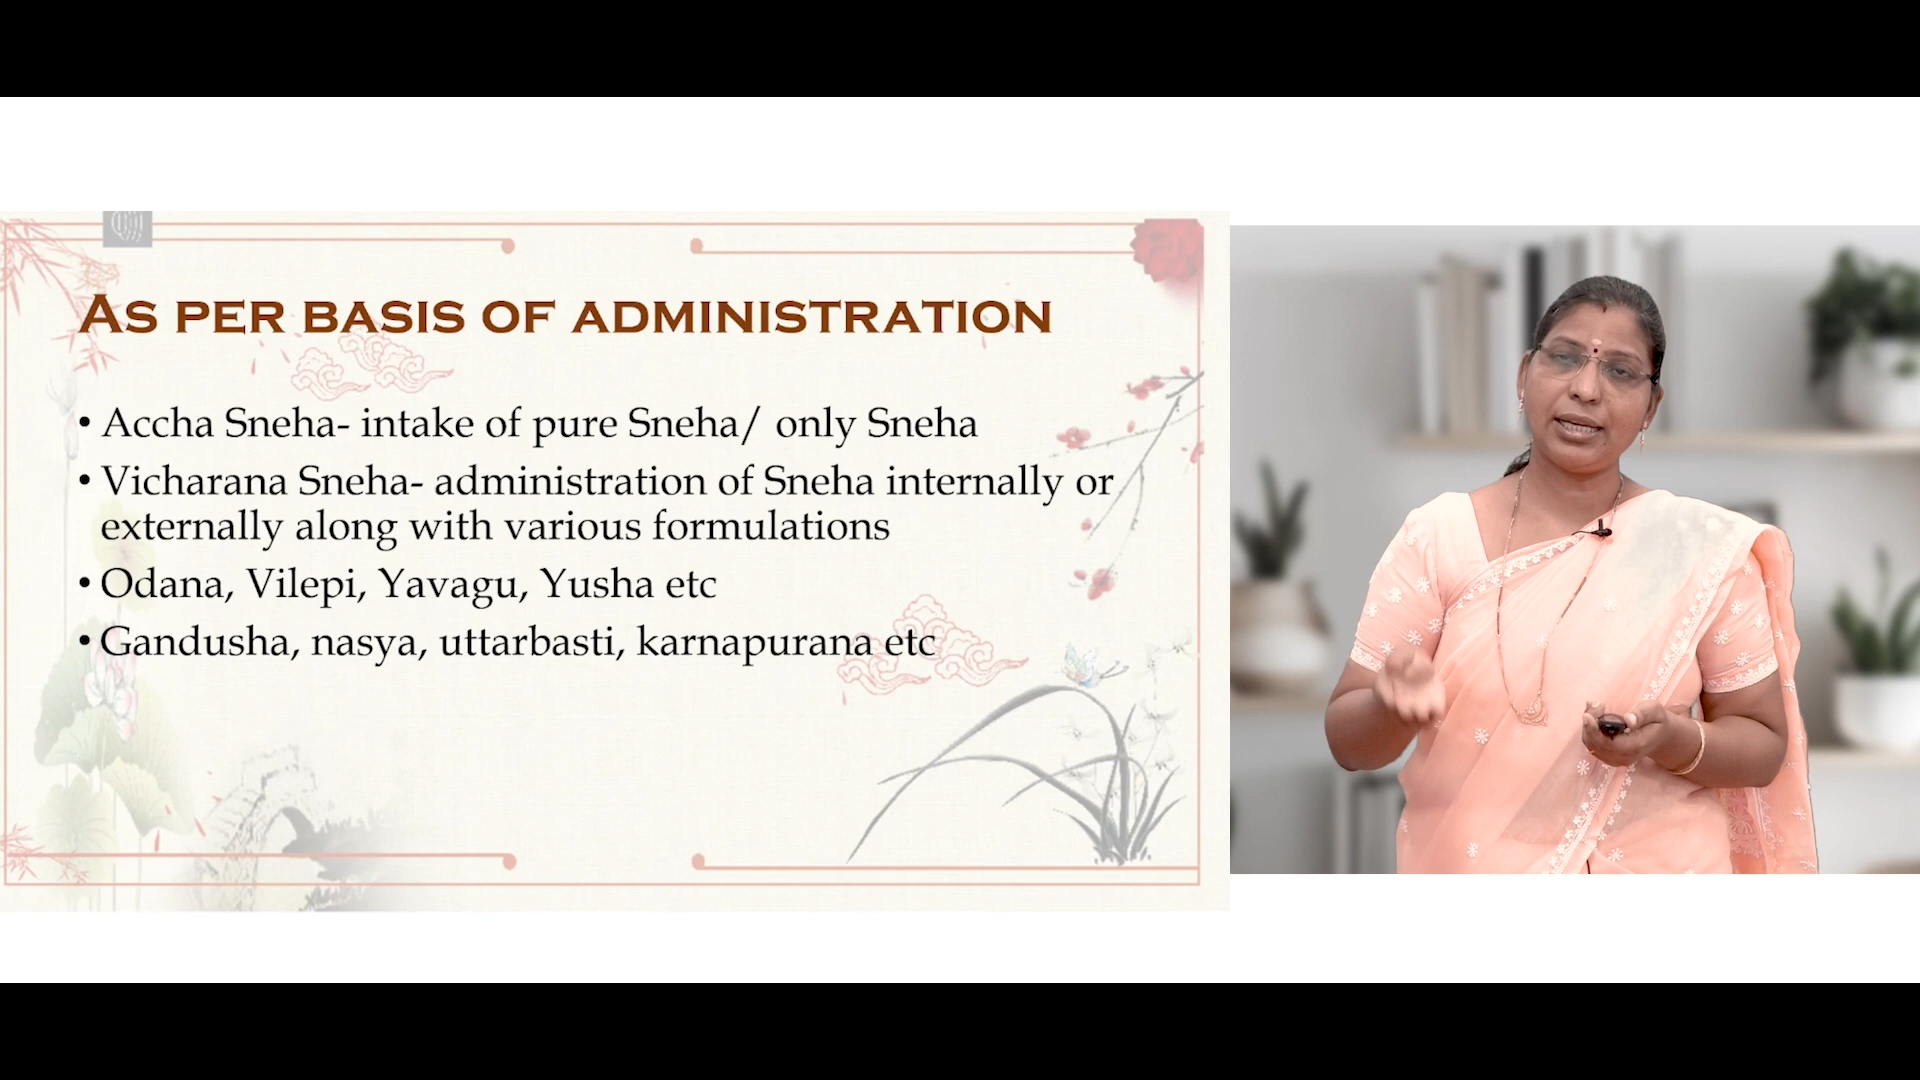 As per basis of administration
• Accha Sneha- intake of pure Sneha/ only Sneha
• Vicharana Sneha- administration of Sneha internally or
externally along with various formulations
• Odana, Vilepi, Yavagu, Yusha etc
• Gandusha, nasya, uttarbasti, karnapurana etc